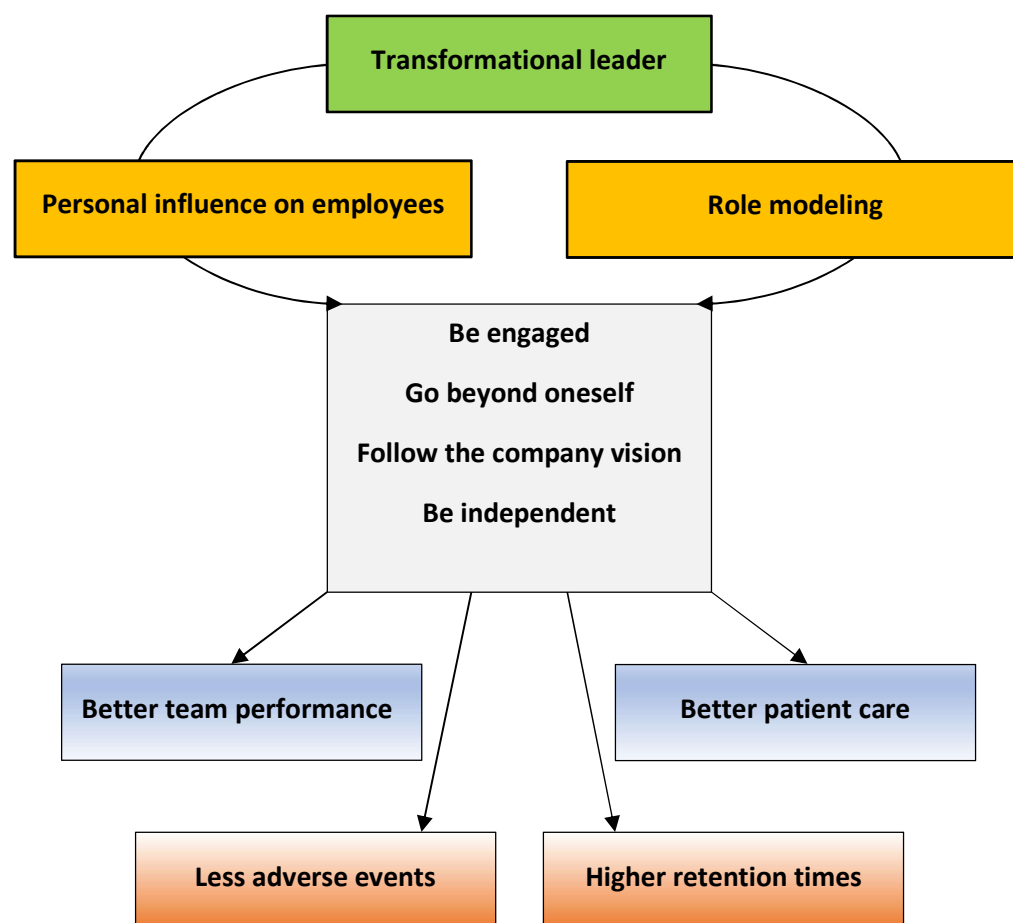 Transformational leader
Personal influence on employees
Role modeling
Be engaged
Go beyond oneself
Follow the company vision
Be independent
Better team performance
Better patient care
Less adverse events
Higher retention times